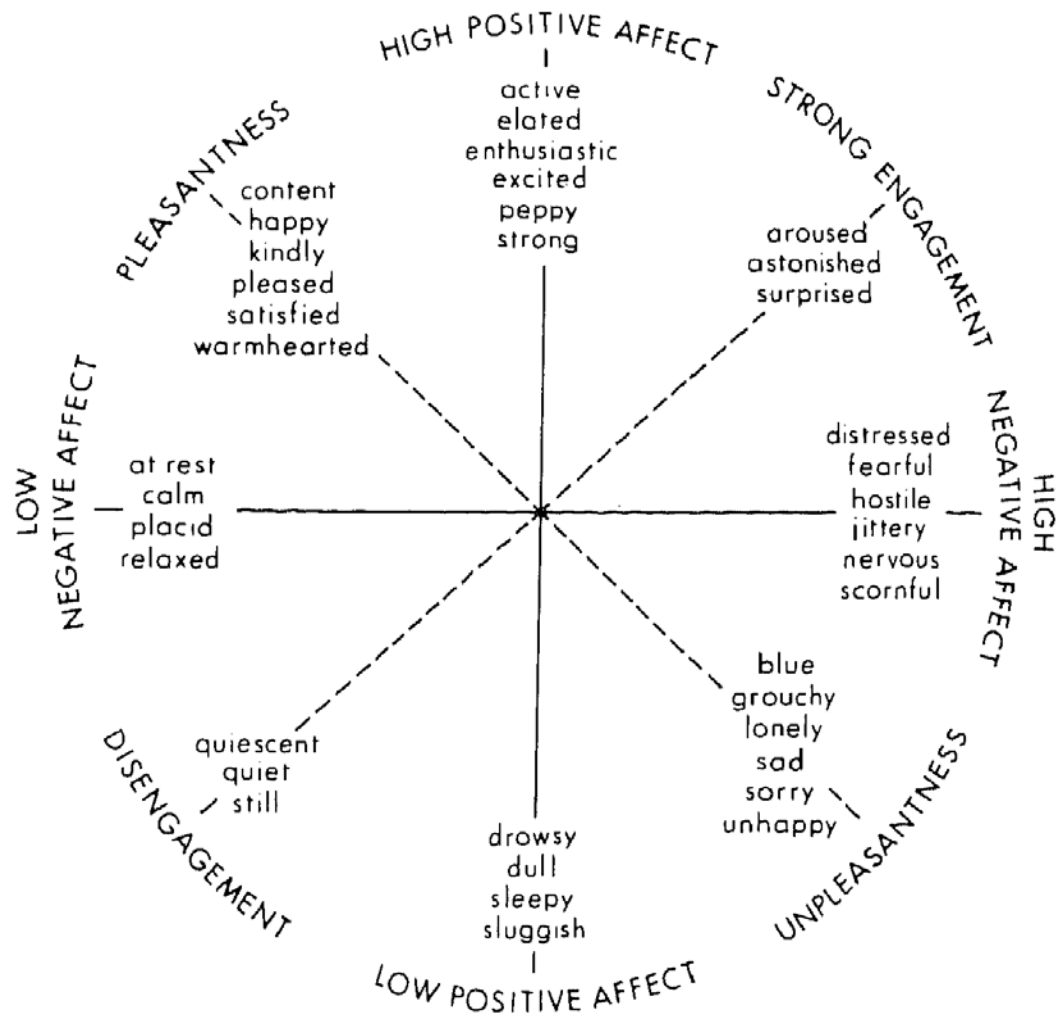 HIGH POSITIVE AFFECT
active
elated
enthusiastic
excited
peppy
strong
STRONG ENGAGEMENT
aroused
astonished
surprised
HIGH
NEGATIVE AFFECT
distressed
fearful
hostile
jittery
nervous
scornful
UNPLEASANTNESS
blue
grouchy
lonely
sad
sorry
unhappy
LOW POSITIVE AFFECT
drowsy
dull
sleepy
sluggish
DISENGAGEMENT
quiescent
quiet
still
LOW
NEGATIVE AFFECT
at rest
calm
placid
relaxed
PLEASANTNESS
content
happy
kindly
pleased
satisfied
warmhearted